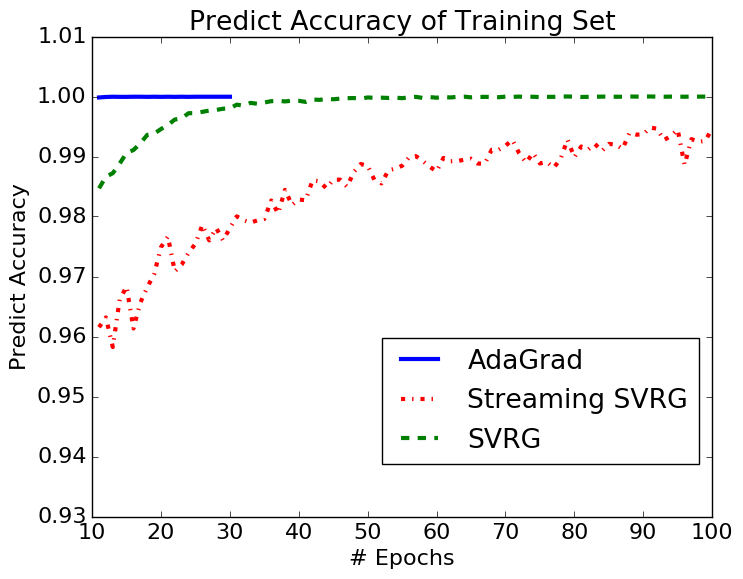 Predict Accuracy of Training Set
1.01
1.00
0.99
0.98
0.97
0.96
0.95
0.94
0.93
Predict Accuracy
AdaGrad
Streaming SVRG
SVRG
10 20 30 40 50 60 70 80 90 100
# Epochs